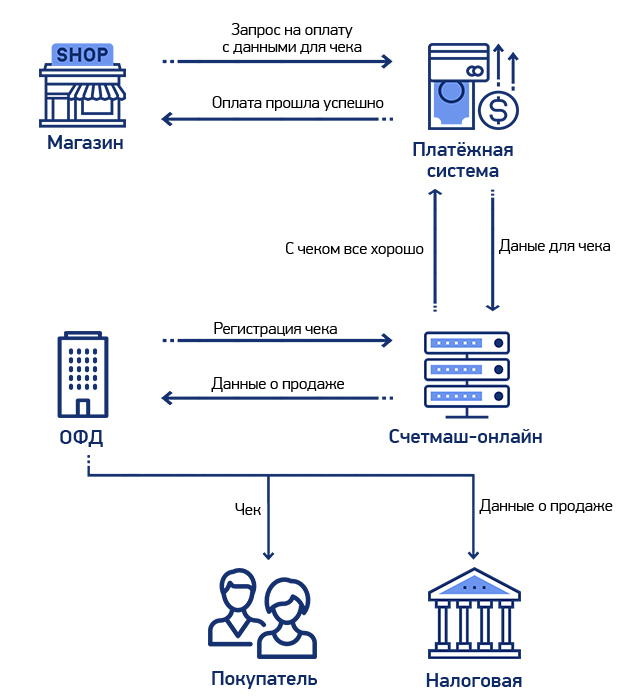 Запрос на оплату
с данными для чека
SHOP
Оплата прошла успешно
Магазин
Платёжная
система
С чеком все хорошо
Даные для чека
Регистрация чека
Данные о продаже
ОФД
Счетмаш-онлайн
Чек
Данные о продаже
Покупатель
Налоговая